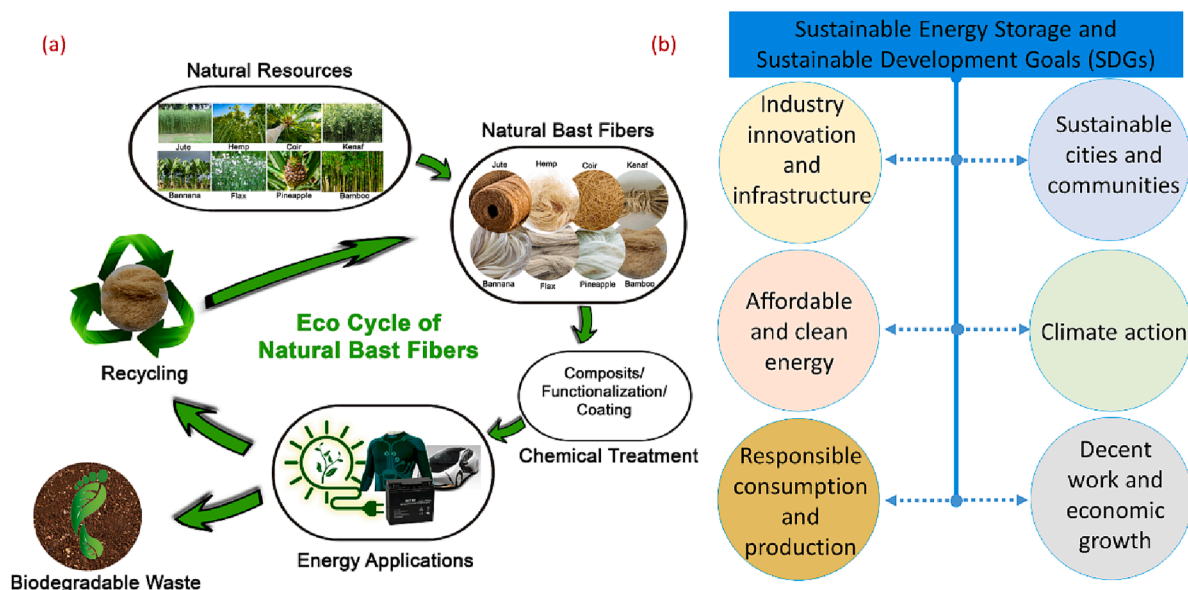 (a)
Natural Resources
Jute Hemp Coir Kenaf
Bannana Flax Pineapple Bamboo
Natural Bast Fibers
Jute Hemp Coir Kenaf
Bannana Flax Pineapple Bamboo
Eco Cycle of
Natural Bast Fibers
Recycling
Composits/
Functionalization/
Coating
Chemical Treatment
Energy Applications
Biodegradable Waste
(b)
Sustainable Energy Storage and
Sustainable Development Goals (SDGs)
Industry
innovation
and
infrastructure
Sustainable
cities and
communities
Affordable
and clean
energy
Climate action
Responsible
consumption
and
production
Decent
work and
economic
growth